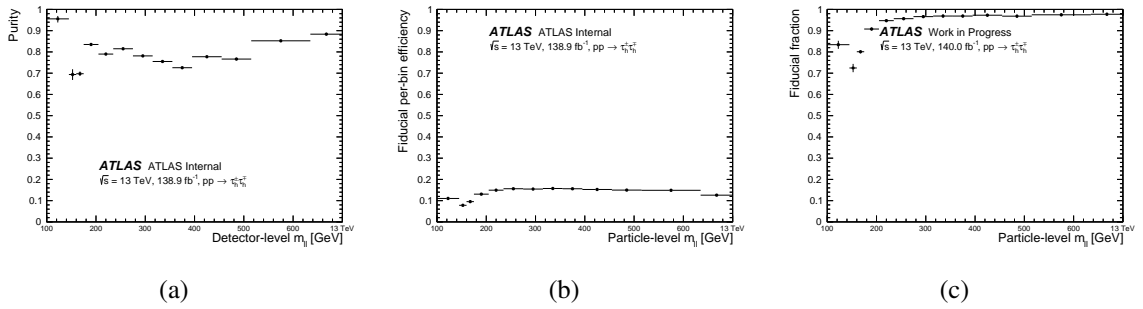 Purity
1
0.9
0.8
0.7
0.6
0.5
0.4
0.3
0.2
0.1
0
ATLAS ATLAS Internal
√s = 13 TeV, 138.9 fb⁻¹, pp → τₕ±τₕ∓
100 200 300 400 500 600 13 TeV
Detector-level mₗₗ [GeV]
(a)
Fiducial per-bin efficiency
1
0.9
0.8
0.7
0.6
0.5
0.4
0.3
0.2
0.1
0
ATLAS ATLAS Internal
√s = 13 TeV, 138.9 fb⁻¹, pp → τₕ±τₕ∓
100 200 300 400 500 600 13 TeV
Particle-level mₗₗ [GeV]
(b)
Fiducial fraction
1
0.9
0.8
0.7
0.6
0.5
0.4
0.3
0.2
0.1
0
ATLAS Work in Progress
√s = 13 TeV, 140.0 fb⁻¹, pp → τₕ±τₕ∓
100 200 300 400 500 600 13 TeV
Particle-level mₗₗ [GeV]
(c)